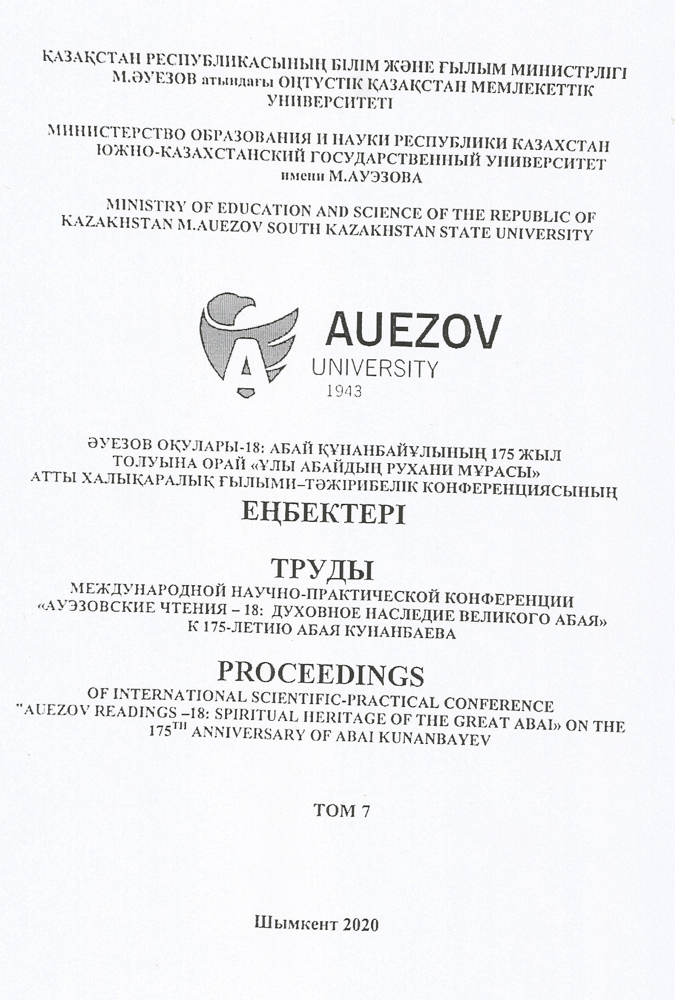 ҚАЗАҚСТАН РЕСПУБЛИКАСЫНЫҢ БІЛІМ ЖӘНЕ ҒЫЛЫМ МИНИСТРЛІГІ
М.ӘУЕЗОВ атындағы ОҢТҮСТІК ҚАЗАҚСТАН МЕМЛЕКЕТТІК
УНИВЕРСИТЕТІ
МИНИСТЕРСТВО ОБРАЗОВАНИЯ И НАУКИ РЕСПУБЛИКИ КАЗАХСТАН
ЮЖНО-КАЗАХСТАНСКИЙ ГОСУДАРСТВЕННЫЙ УНИВЕРСИТЕТ
имени М.АУЭЗОВА
MINISTRY OF EDUCATION AND SCIENCE OF THE REPUBLIC OF
KAZAKHSTAN M.AUEZOV SOUTH KAZAKHSTAN STATE UNIVERSITY
AUEZOV
UNIVERSITY
1943
ӘУЕЗОВ ОҚУЛАРЫ-18: АБАЙ ҚҰНАНБАЙҰЛЫНЫҢ 175 ЖЫЛ
ТОЛУЫНА ОРАЙ «ҰЛЫ АБАЙДЫҢ РУХАНИ МҰРАСЫ»
АТТЫ ХАЛЫҚАРАЛЫҚ ҒЫЛЫМИ–ТӘЖІРИБЕЛІК КОНФЕРЕНЦИЯСЫНЫҢ
ЕҢБЕКТЕРІ
ТРУДЫ
МЕЖДУНАРОДНОЙ НАУЧНО-ПРАКТИЧЕСКОЙ КОНФЕРЕНЦИИ
«АУЭЗОВСКИЕ ЧТЕНИЯ – 18: ДУХОВНОЕ НАСЛЕДИЕ ВЕЛИКОГО АБАЯ»
К 175-ЛЕТИЮ АБАЯ КУНАНБАЕВА
PROCEEDINGS
OF INTERNATIONAL SCIENTIFIC-PRACTICAL CONFERENCE
"AUEZOV READINGS –18: SPIRITUAL HERITAGE OF THE GREAT ABAI» ON THE
175TH ANNIVERSARY OF ABAI KUNANBAYEV
ТОМ 7
Шымкент 2020